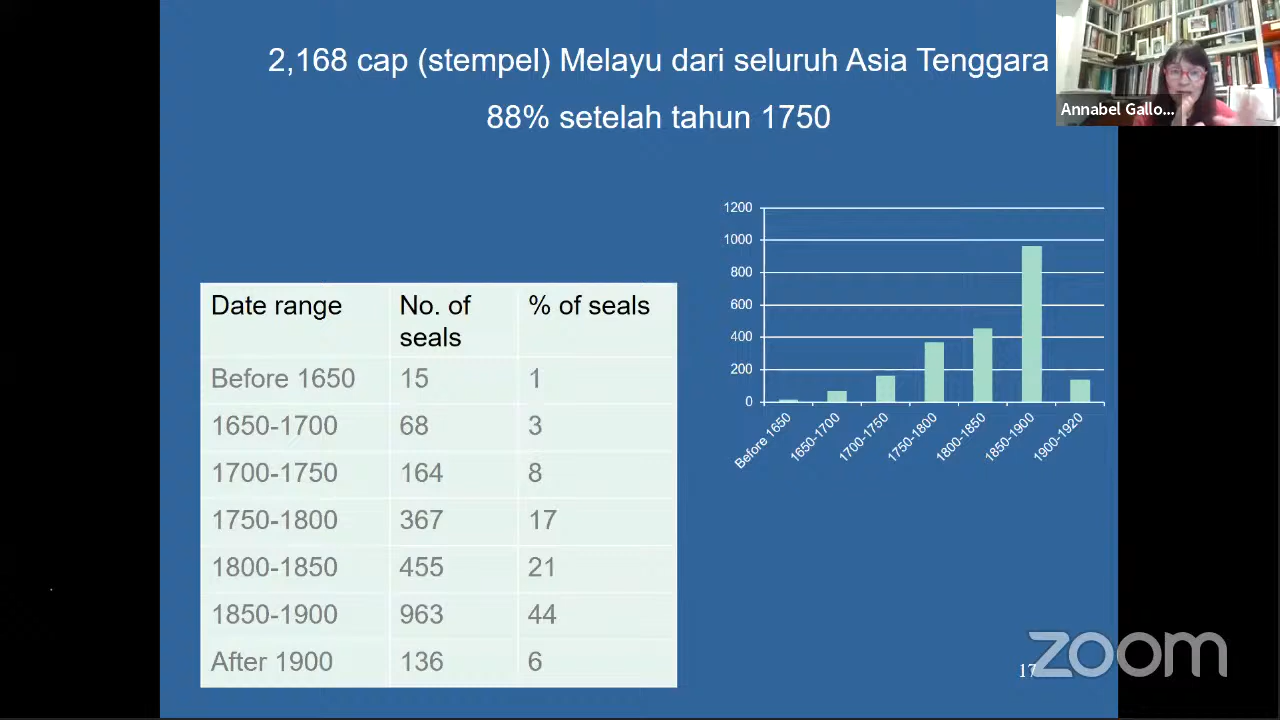 2,168 cap (stempel) Melayu dari seluruh Asia Tenggara
88% setelah tahun 1750
Annabel Gallo...
Date range No. of seals % of seals
Before 1650 15 1
1650-1700 68 3
1700-1750 164 8
1750-1800 367 17
1800-1850 455 21
1850-1900 963 44
After 1900 136 6
1200
1000
800
600
400
200
0
Before 1650
1650-1700
1700-1750
1750-1800
1800-1850
1850-1900
1900-1920
17
zoom